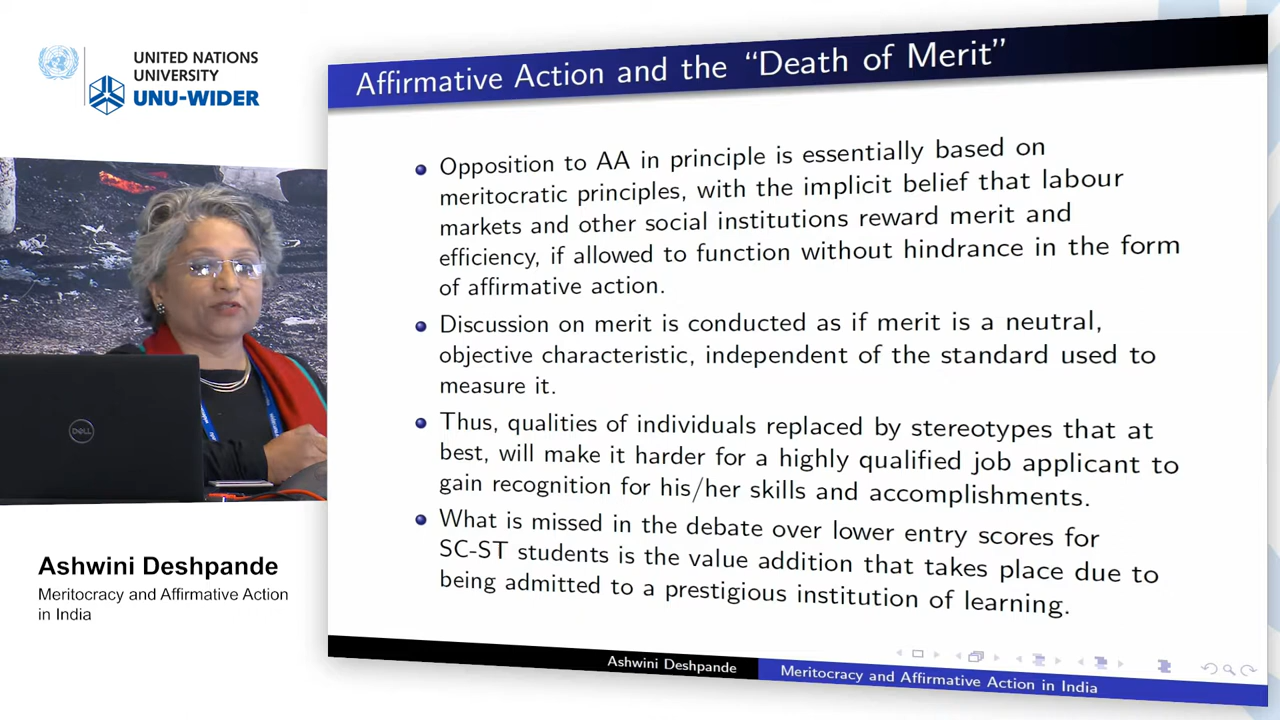 UNITED NATIONS
UNIVERSITY
UNU-WIDER
DELL
Ashwini Deshpande
Meritocracy and Affirmative Action
in India
Affirmative Action and the “Death of Merit”
Opposition to AA in principle is essentially based on
meritocratic principles, with the implicit belief that labour
markets and other social institutions reward merit and
efficiency, if allowed to function without hindrance in the form
of affirmative action.
Discussion on merit is conducted as if merit is a neutral,
objective characteristic, independent of the standard used to
measure it.
Thus, qualities of individuals replaced by stereotypes that at
best, will make it harder for a highly qualified job applicant to
gain recognition for his/her skills and accomplishments.
What is missed in the debate over lower entry scores for
SC-ST students is the value addition that takes place due to
being admitted to a prestigious institution of learning.
Ashwini Deshpande
Meritocracy and Affirmative Action in India